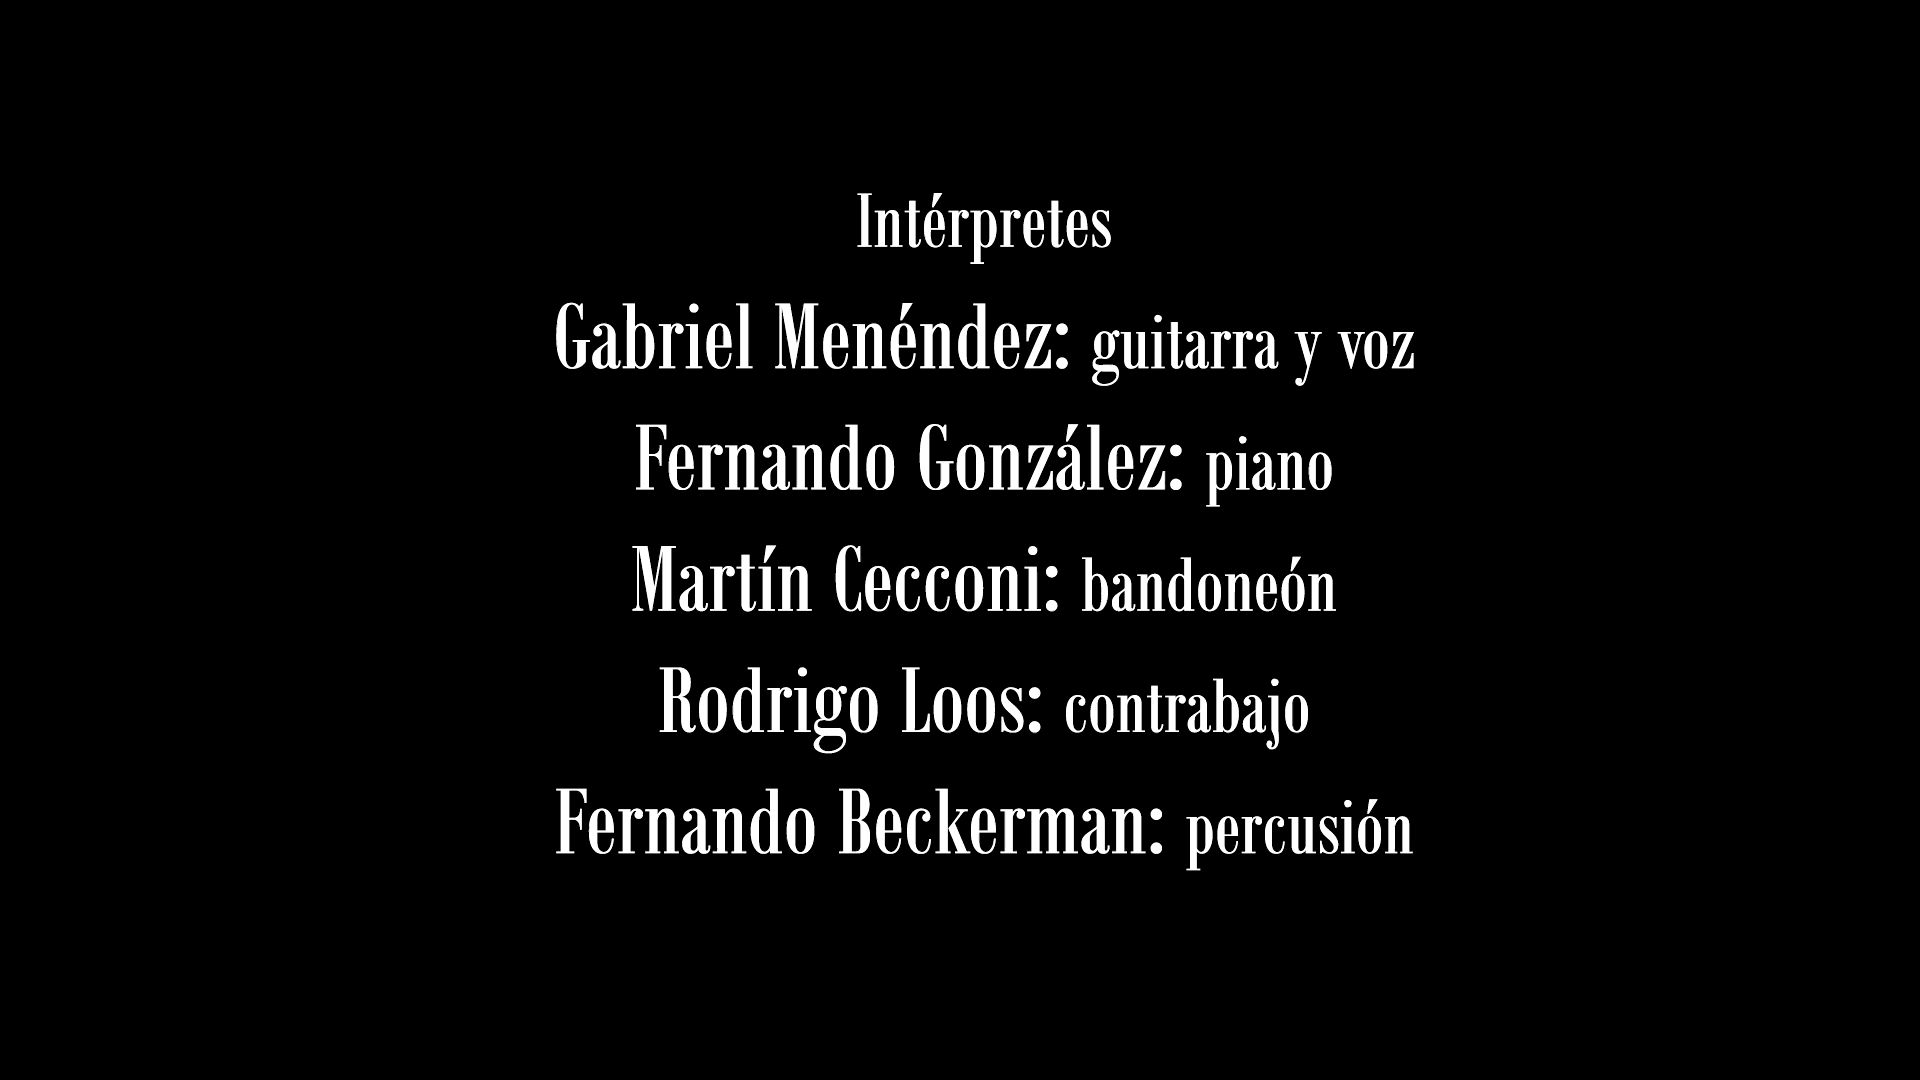 Intérpretes
Gabriel Menéndez: guitarra y voz
Fernando González: piano
Martín Cecconi: bandoneón
Rodrigo Loos: contrabajo
Fernando Beckerman: percusión